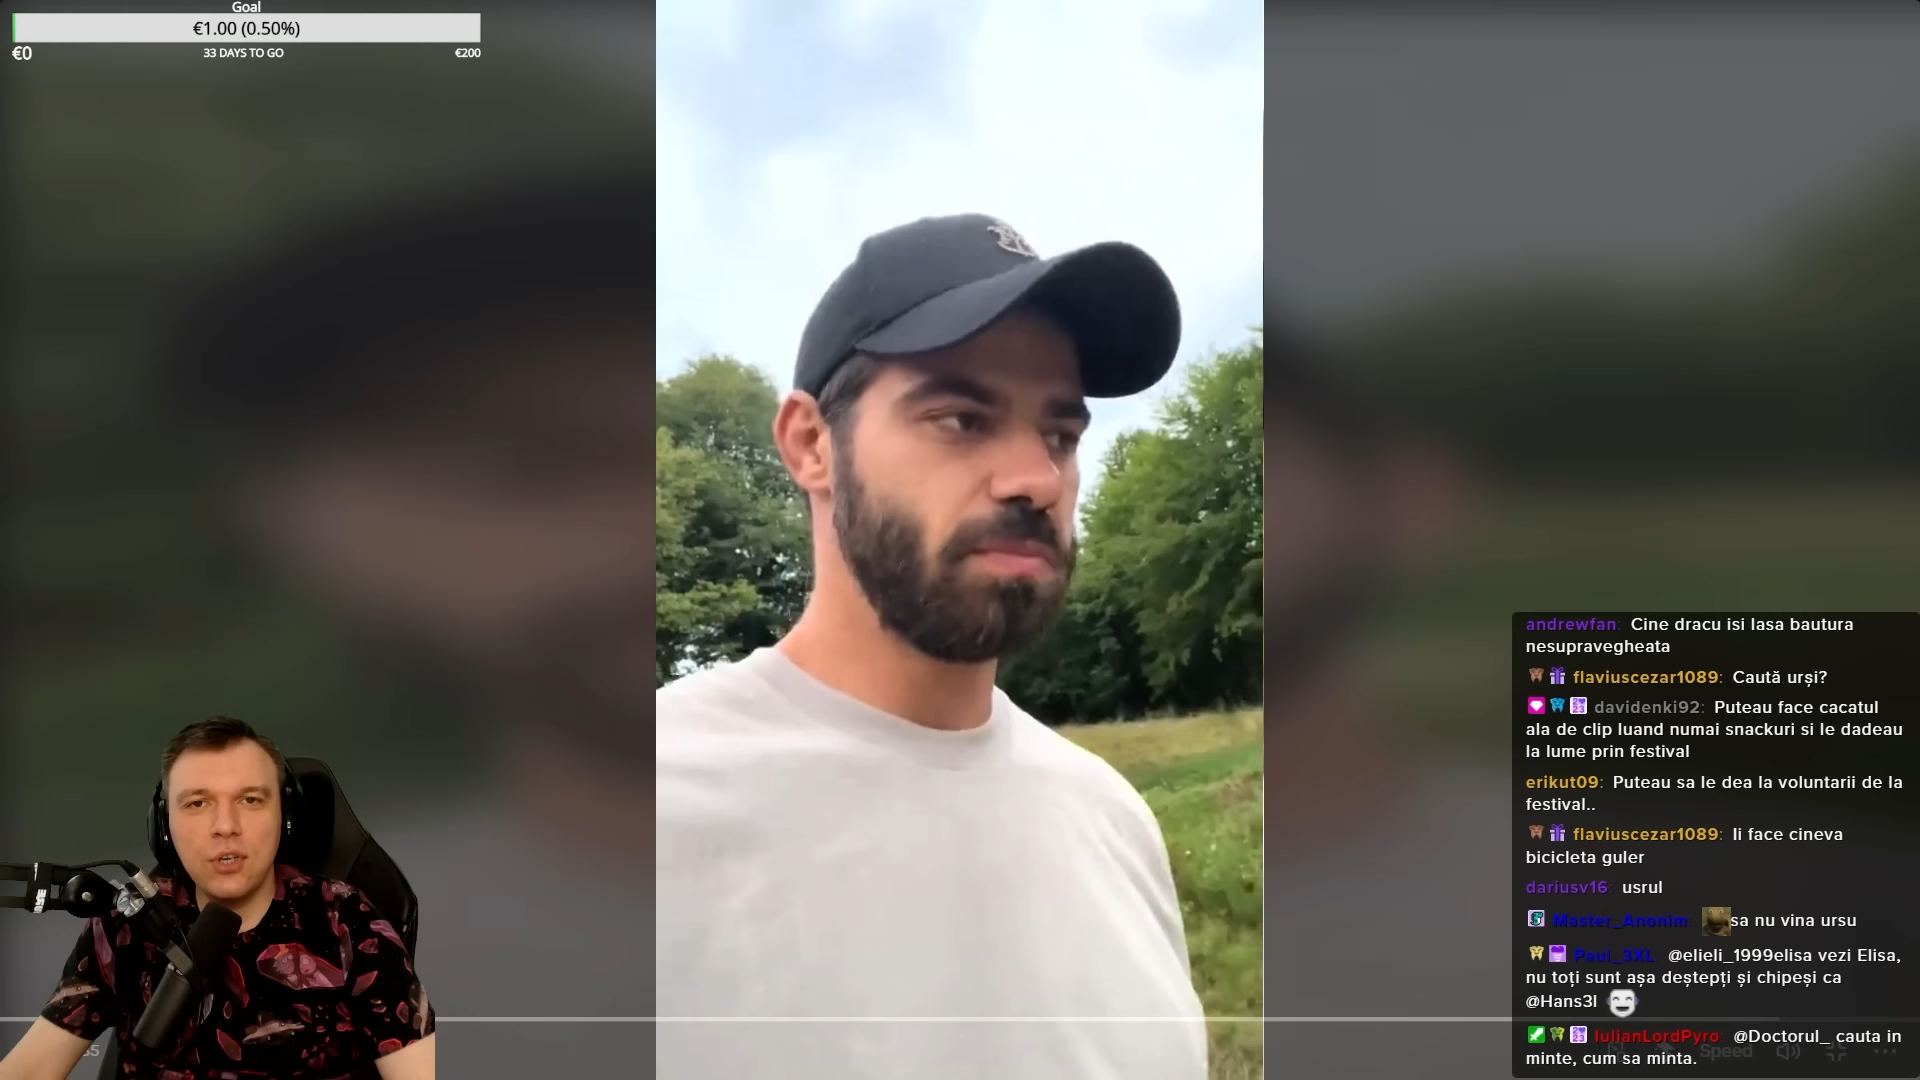 Goal
€1.00 (0.50%)
€0 33 DAYS TO GO €200
andrewfan: Cine dracu isi lasa bautura
nesupravegheata
flaviuscezar1089: Caută urși?
davidenki92: Puteau face cacatul
ala de clip luand numai snackuri si le dadeau
la lume prin festival
erikut09: Puteau sa le dea la voluntarii de la
festival..
flaviuscezar1089: Ii face cineva
bicicleta guler
dariusv16: usrul
Master_Anonim: sa nu vina ursu
Paul_3XL: @elieli_1999elisa vezi Elisa,
nu toți sunt așa deștepți și chipeși ca
@Hans3l
IulianLordPyro: @Doctorul_ cauta in
minte, cum sa minta.
Speed